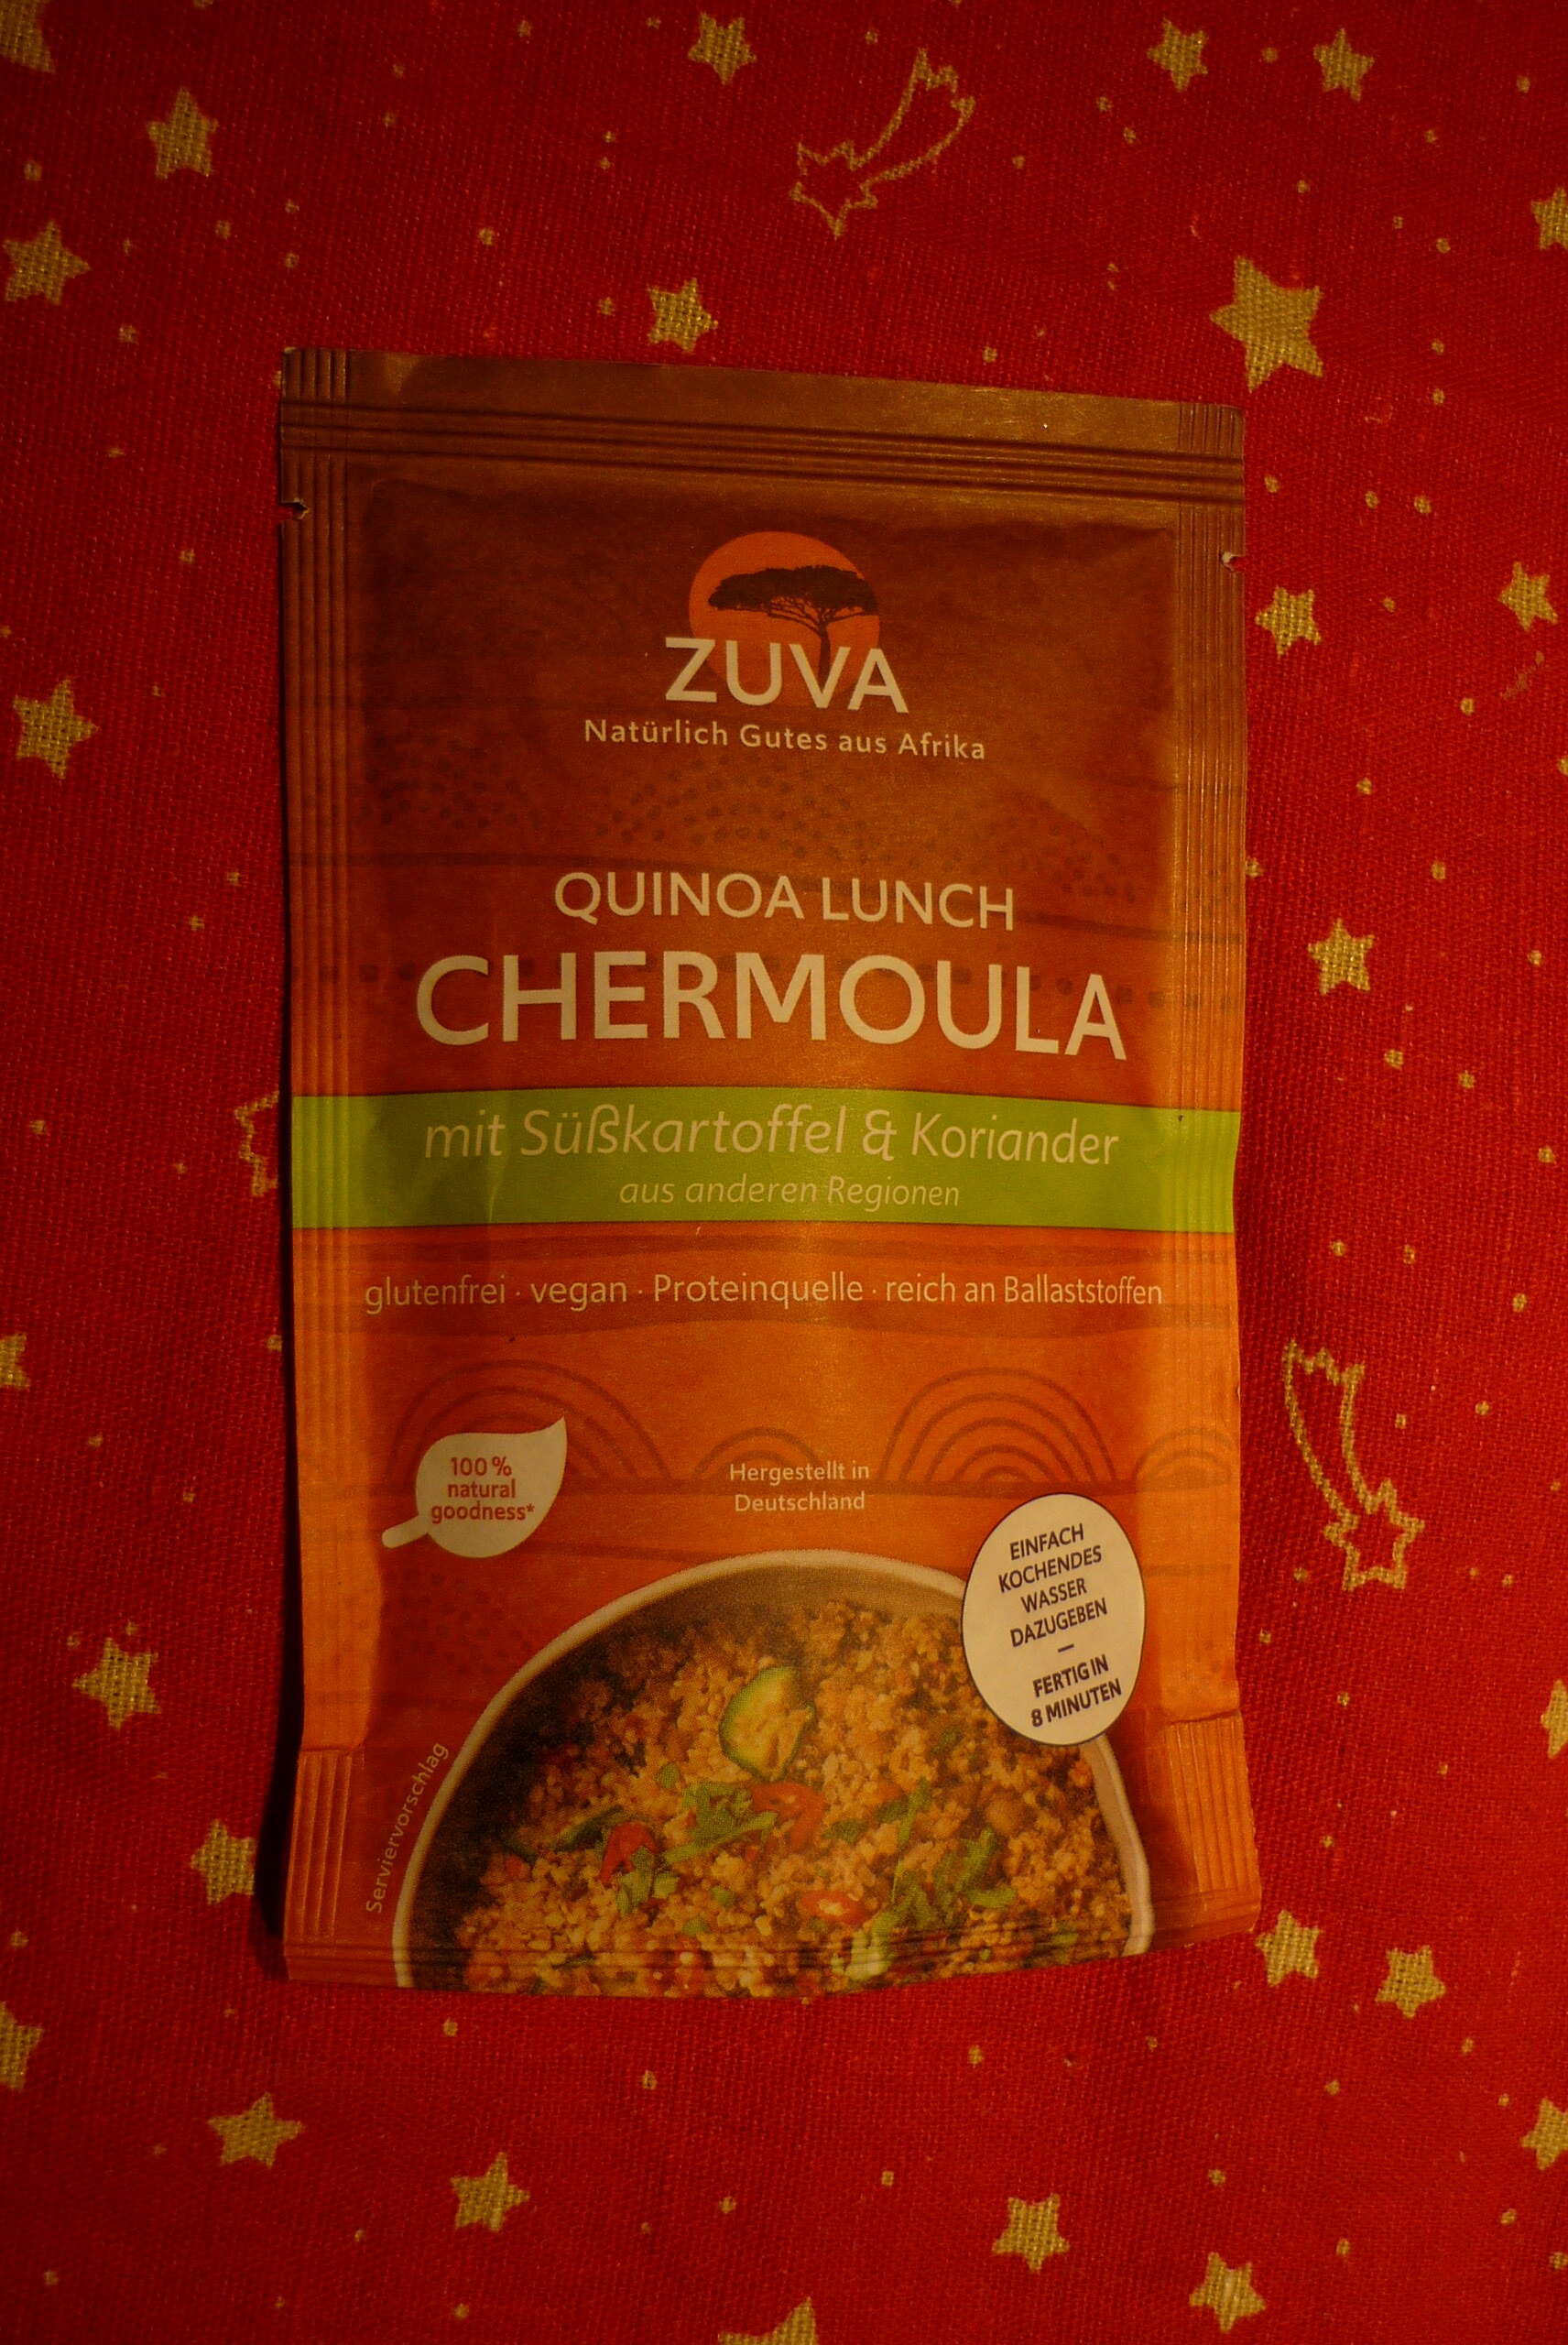 ZUVA
Natürlich Gutes aus Afrika
QUINOA LUNCH
CHERMOULA
mit Süßkartoffel & Koriander
aus anderen Regionen
glutenfrei · vegan · Proteinquelle · reich an Ballaststoffen
100 %
natural
goodness*
Hergestellt in
Deutschland
EINFACH
KOCHENDES
WASSER
DAZUGEBEN
—
FERTIG IN
8 MINUTEN
Serviervorschlag